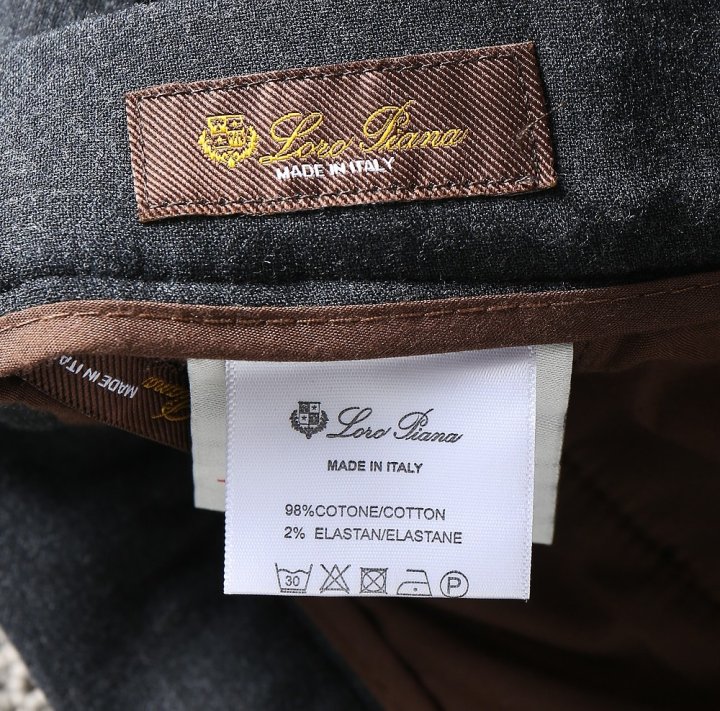 Loro Piana
MADE IN ITALY
MADE IN ITA
Loro Piana
MADE IN ITALY
98%COTONE/COTTON
2% ELASTAN/ELASTANE
30
P